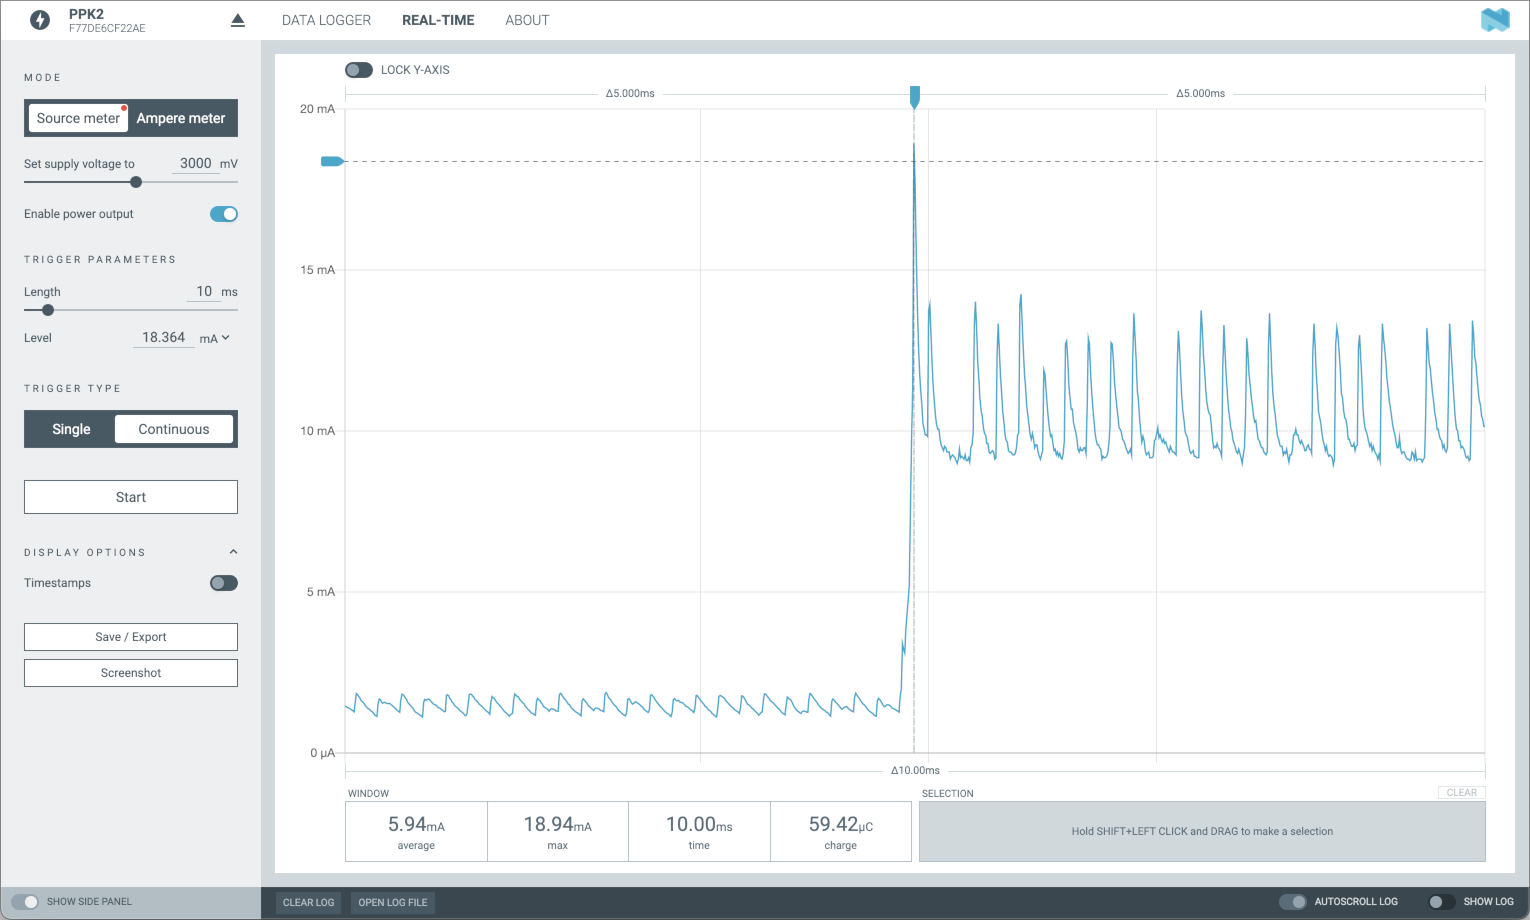 PPK2
F77DE6CF22AE
DATA LOGGER REAL-TIME ABOUT
MODE
Source meter Ampere meter
Set supply voltage to 3000 mV
Enable power output
TRIGGER PARAMETERS
Length 10 ms
Level 18.364 mA
TRIGGER TYPE
Single Continuous
Start
DISPLAY OPTIONS
Timestamps
Save / Export
Screenshot
SHOW SIDE PANEL
LOCK Y-AXIS
Δ5.000ms Δ5.000ms
20 mA
15 mA
10 mA
5 mA
0 μA
Δ10.00ms
WINDOW
5.94mA 18.94mA 10.00ms 59.42μC
average max time charge
SELECTION CLEAR
Hold SHIFT+LEFT CLICK and DRAG to make a selection
CLEAR LOG OPEN LOG FILE AUTOSCROLL LOG SHOW LOG